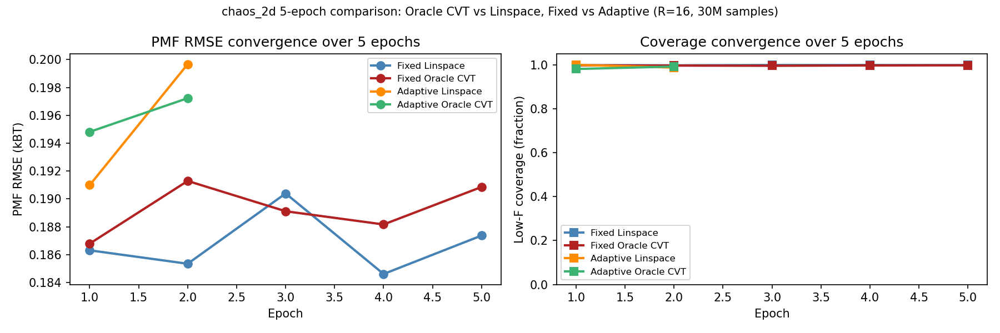 chaos_2d 5-epoch comparison: Oracle CVT vs Linspace, Fixed vs Adaptive (R=16, 30M samples)
PMF RMSE convergence over 5 epochs
PMF RMSE (kBT)
0.200
0.198
0.196
0.194
0.192
0.190
0.188
0.186
0.184
Fixed Linspace
Fixed Oracle CVT
Adaptive Linspace
Adaptive Oracle CVT
1.0 1.5 2.0 2.5 3.0 3.5 4.0 4.5 5.0
Epoch
Coverage convergence over 5 epochs
Low-F coverage (fraction)
1.0
0.8
0.6
0.4
0.2
0.0
Fixed Linspace
Fixed Oracle CVT
Adaptive Linspace
Adaptive Oracle CVT
1.0 1.5 2.0 2.5 3.0 3.5 4.0 4.5 5.0
Epoch